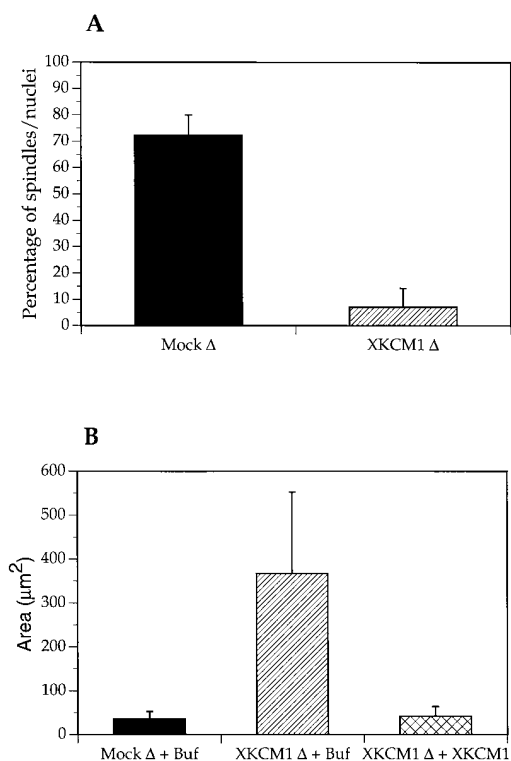 A
Percentage of spindles/nuclei
100
90
80
70
60
50
40
30
20
10
0
Mock Δ
XKCM1 Δ
B
Area (μm²)
600
500
400
300
200
100
0
Mock Δ + Buf
XKCM1 Δ + Buf
XKCM1 Δ + XKCM1